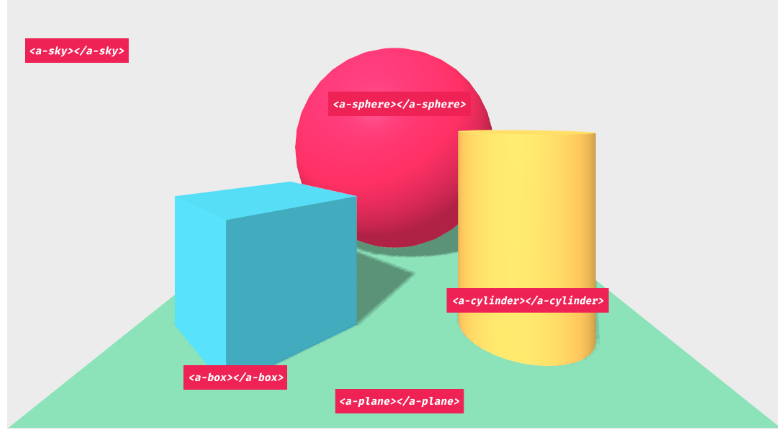 <a-sky></a-sky>
<a-sphere></a-sphere>
<a-cylinder></a-cylinder>
<a-box></a-box>
<a-plane></a-plane>